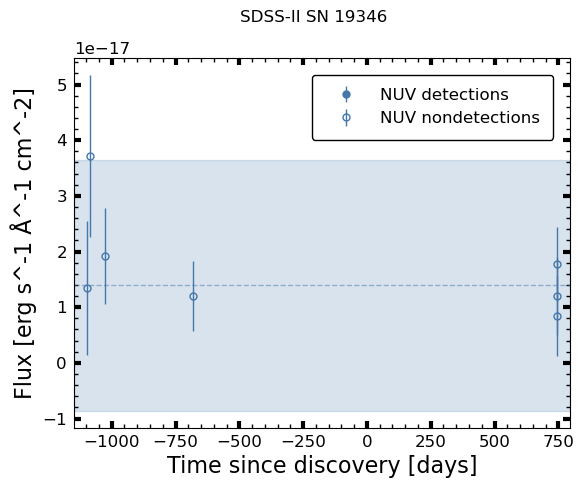 SDSS-II SN 19346
1e−17
NUV detections
NUV nondetections
5
4
3
2
1
0
−1
Flux [erg s^-1 Å^-1 cm^-2]
−1000 −750 −500 −250 0 250 500 750
Time since discovery [days]